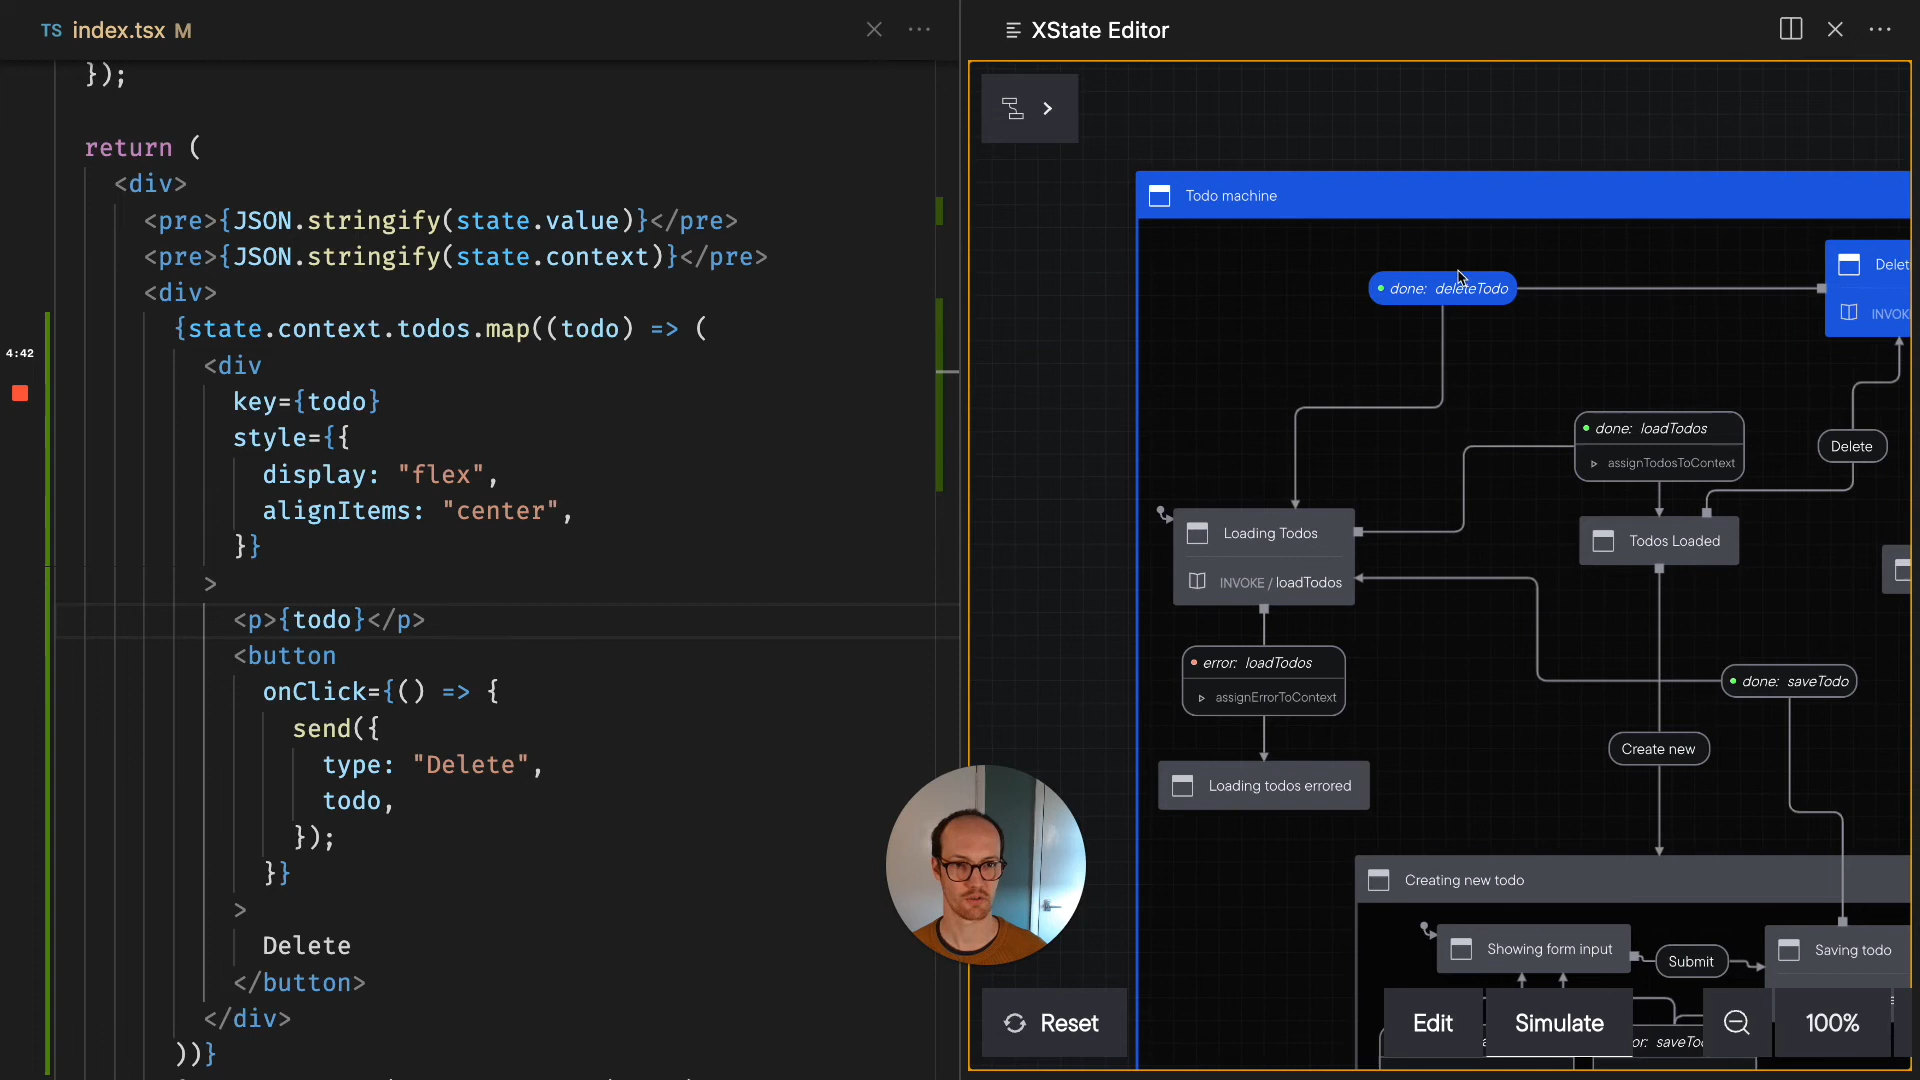 TS index.tsx M
});
return (
<div>
<pre>{JSON.stringify(state.value)}</pre>
<pre>{JSON.stringify(state.context)}</pre>
<div>
{state.context.todos.map((todo) => (
<div
key={todo}
style={{
display: "flex",
alignItems: "center",
}}
>
<p>{todo}</p>
<button
onClick={() => {
send({
type: "Delete",
todo,
});
}}
>
Delete
</button>
</div>
))}
4:42
XState Editor
Todo machine
done: deleteTodo
Delet
INVOK
done: loadTodos
assignTodosToContext
Delete
Loading Todos
INVOKE / loadTodos
Todos Loaded
error: loadTodos
assignErrorToContext
done: saveTodo
Create new
Loading todos errored
Creating new todo
Showing form input
Submit
Saving todo
Reset
Edit
Simulate
100%
or: saveTod